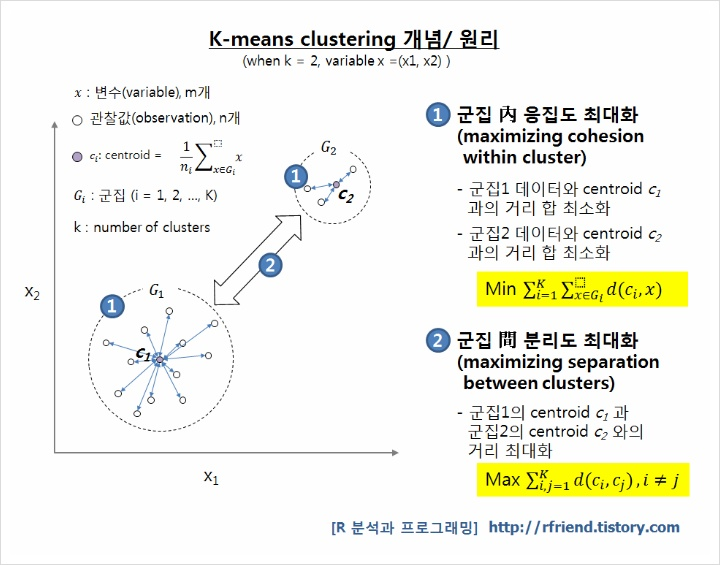 K-means clustering 개념/ 원리
(when k = 2, variable x =(x1, x2) )
x : 변수(variable), m개
관찰값(observation), n개
cᵢ: centroid = 1/nᵢ ∑x∈Gᵢ x
Gᵢ : 군집 (i = 1, 2, ..., K)
k : number of clusters
G₂
1
c₂
2
X₂
G₁
1
c₁
X₁
1 군집 內 응집도 최대화
(maximizing cohesion
within cluster)
- 군집1 데이터와 centroid c₁
과의 거리 합 최소화
- 군집2 데이터와 centroid c₂
과의 거리 합 최소화
Min ∑ᵢ₌₁ᴷ ∑x∈Gᵢ d(cᵢ, x)
2 군집 間 분리도 최대화
(maximizing separation
between clusters)
- 군집1의 centroid c₁ 과
군집2의 centroid c₂ 와의
거리 최대화
Max ∑ᵢ,ⱼ₌₁ᴷ d(cᵢ, cⱼ) , i ≠ j
[R 분석과 프로그래밍] http://rfriend.tistory.com